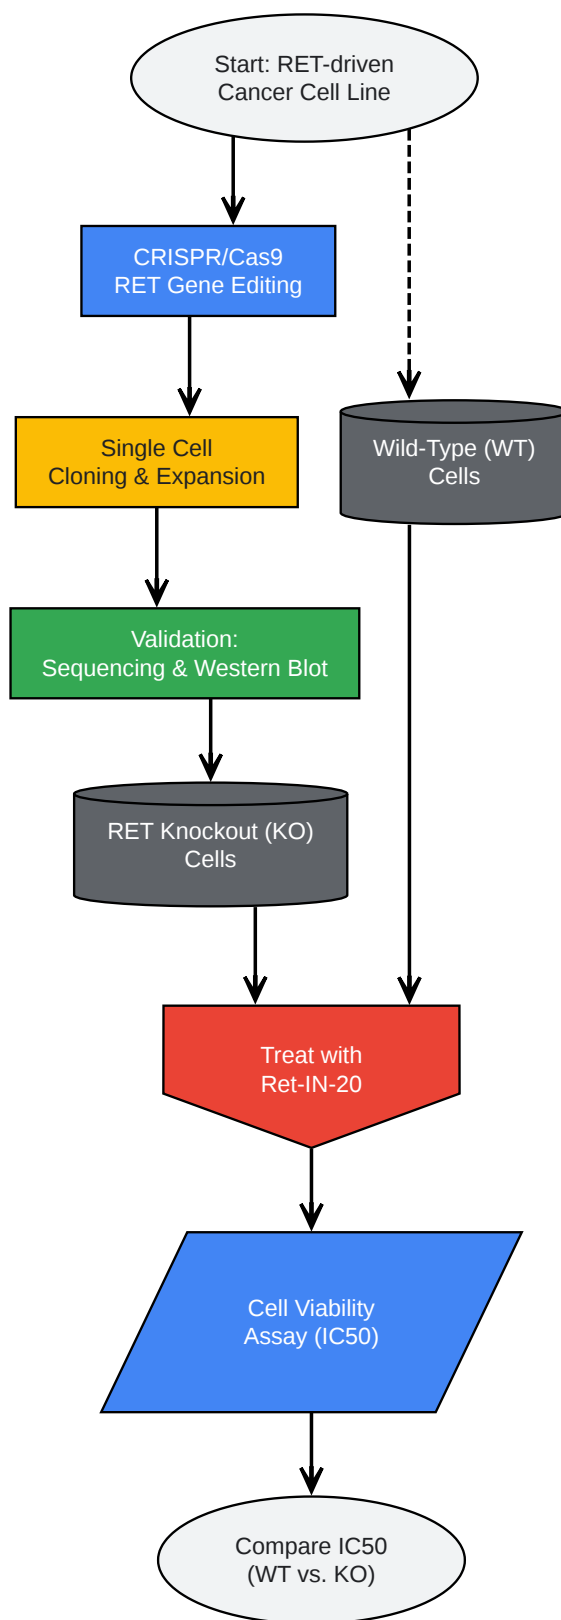 Start: RET-driven
Cancer Cell Line
CRISPR/Cas9
RET Gene Editing
Single Cell
Cloning & Expansion
Wild-Type (WT)
Cells
Validation:
Sequencing & Western Blot
RET Knockout (KO)
Cells
Treat with
Ret-IN-20
Cell Viability
Assay (IC50)
Compare IC50
(WT vs. KO)